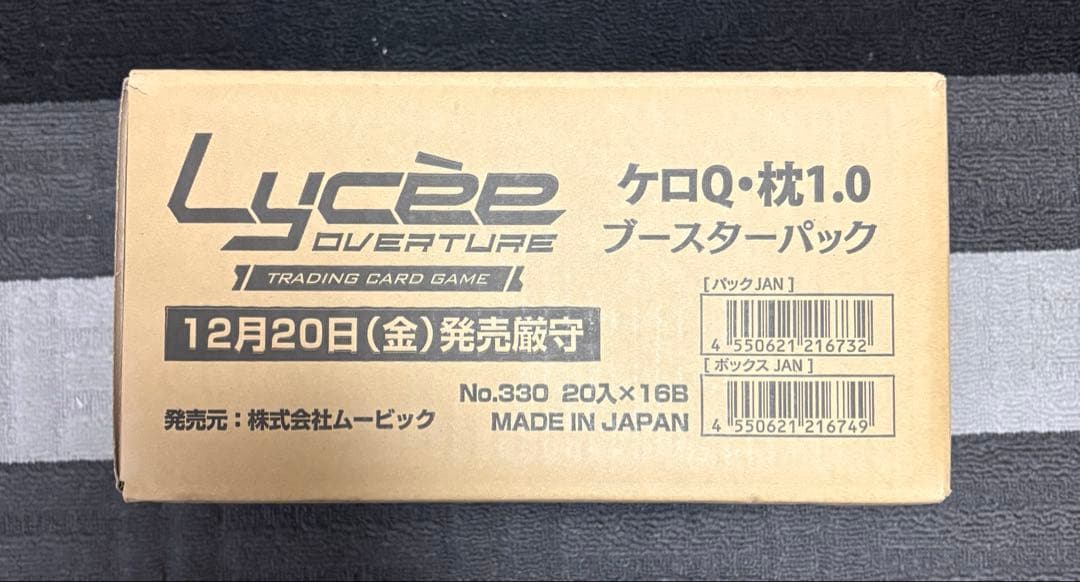 Lycèe
OVERTURE
TRADING CARD GAME
ケロQ・枕1.0
ブースターパック
12月20日(金)発売厳守
[パックJAN]
4 550621 216732
[ボックス JAN]
4 550621 216749
No.330 20入×16B
発売元：株式会社ムービック
MADE IN JAPAN